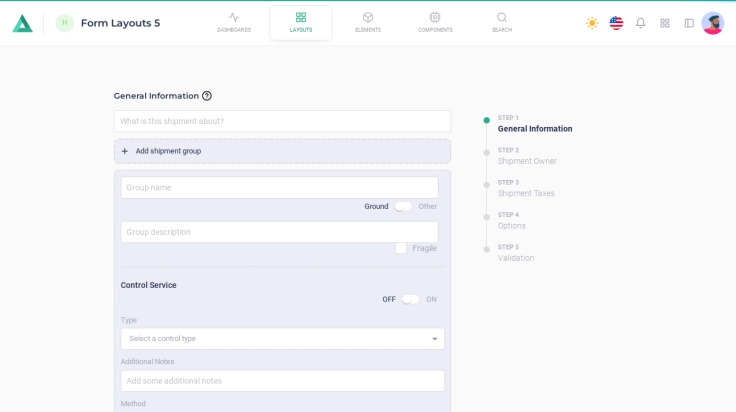 H
Form Layouts 5
DASHBOARDS
LAYOUTS
ELEMENTS
COMPONENTS
SEARCH
General Information
What is this shipment about?
Add shipment group
Group name
Ground
Other
Group description
Fragile
Control Service
OFF
ON
Type
Select a control type
Additional Notes
Add some additional notes
Method
STEP 1
General Information
STEP 2
Shipment Owner
STEP 3
Shipment Taxes
STEP 4
Options
STEP 5
Validation